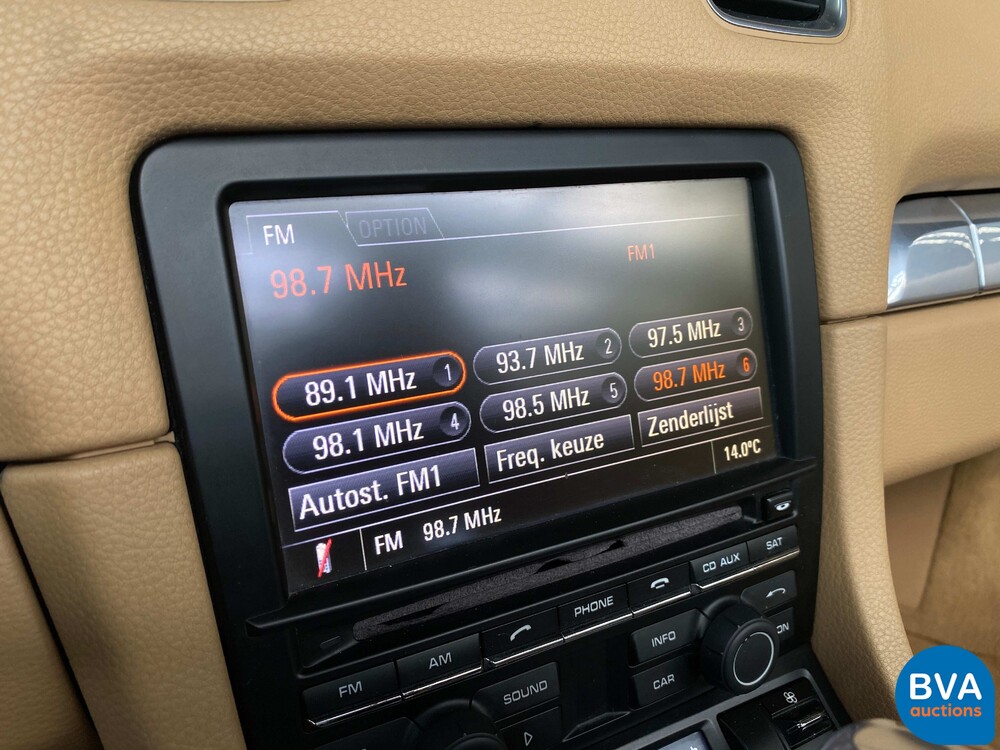 FM OPTION
98.7 MHz FM1
89.1 MHz 1 93.7 MHz 2 97.5 MHz 3
98.1 MHz 4 98.5 MHz 5 98.7 MHz 6
Autost. FM1 Freq. keuze Zenderlijst
FM 98.7 MHz 14.0°C
FM AM PHONE CD AUX SAT
SOUND INFO
CAR
BVA
auctions